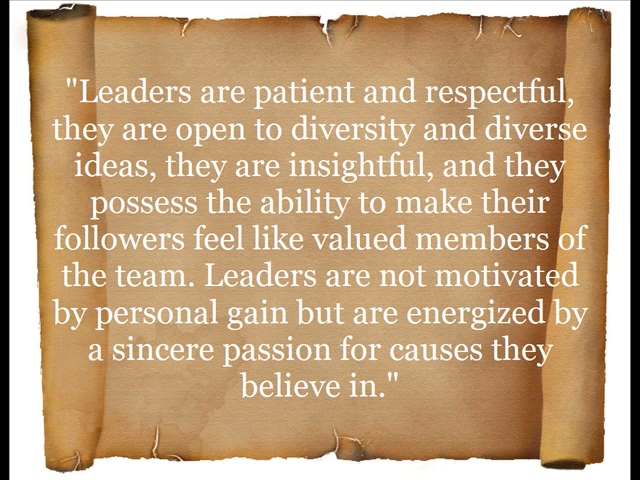 "Leaders are patient and respectful,
they are open to diversity and diverse
ideas, they are insightful, and they
possess the ability to make their
followers feel like valued members of
the team. Leaders are not motivated
by personal gain but are energized by
a sincere passion for causes they
believe in."